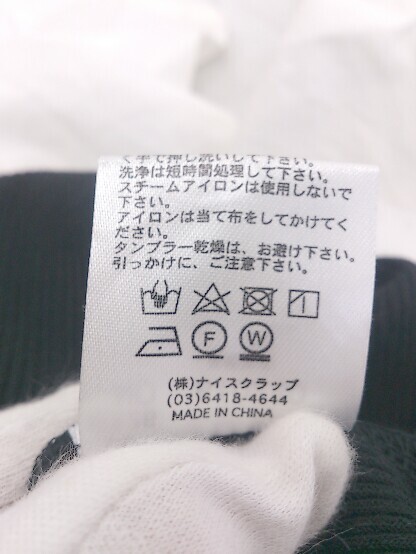 く手で押し洗いして下さい。
洗浄は短時間処理して下さい。
スチームアイロンは使用しないで
下さい。
アイロンは当て布をしてかけてく
ださい。
タンブラー乾燥は、お避け下さい。
引っかけに、ご注意下さい。
F
W
(株)ナイスクラップ
(03)6418-4644
MADE IN CHINA